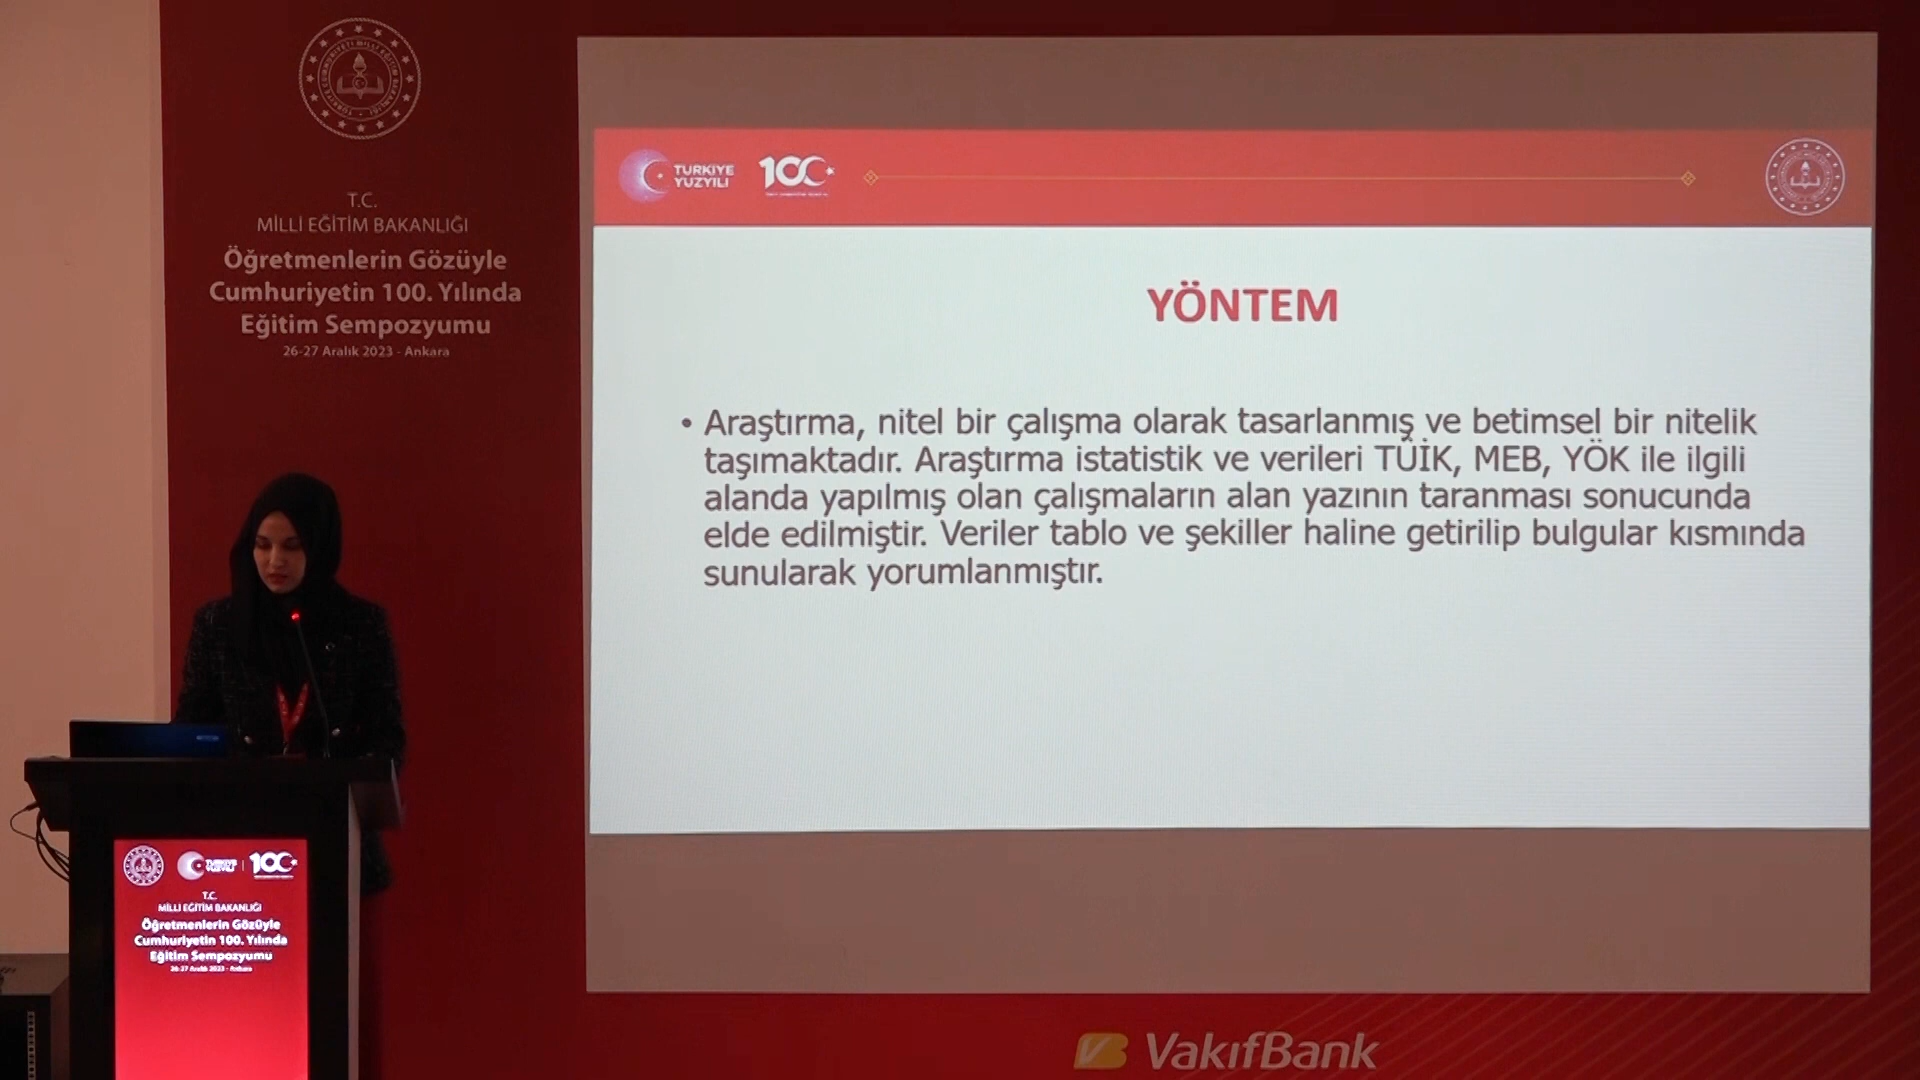 T.C.
MİLLİ EĞİTİM BAKANLIĞI
Öğretmenlerin Gözüyle
Cumhuriyetin 100. Yılında
Eğitim Sempozyumu
26-27 Aralık 2023 - Ankara
TÜRKİYE
YÜZYILI
100
YÖNTEM
• Araştırma, nitel bir çalışma olarak tasarlanmış ve betimsel bir nitelik
taşımaktadır. Araştırma istatistik ve verileri TÜİK, MEB, YÖK ile ilgili
alanda yapılmış olan çalışmaların alan yazının taranması sonucunda
elde edilmiştir. Veriler tablo ve şekiller haline getirilip bulgular kısmında
sunularak yorumlanmıştır.
TÜRKİYE
YÜZYILI
100
T.C.
MİLLİ EĞİTİM BAKANLIĞI
Öğretmenlerin Gözüyle
Cumhuriyetin 100. Yılında
Eğitim Sempozyumu
26-27 Aralık 2023 - Ankara
VakıfBank